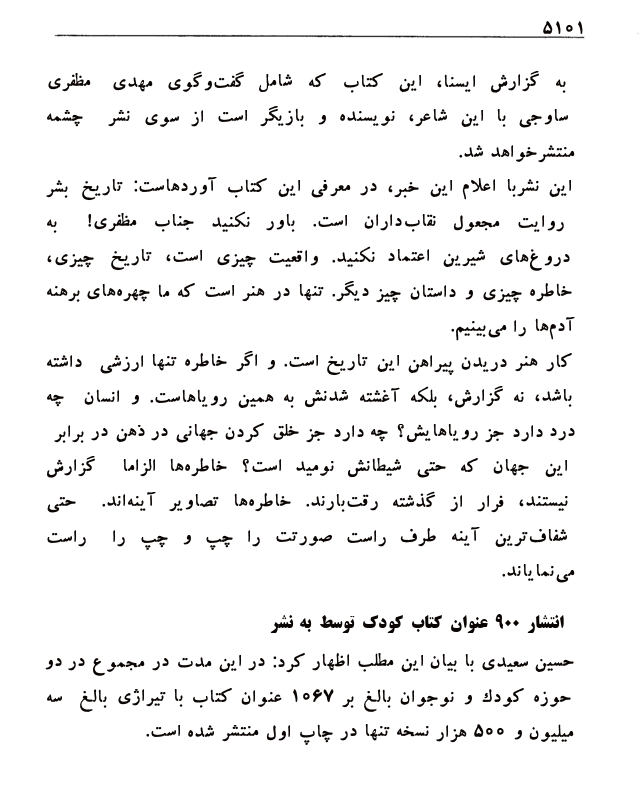 ۵۱۰۱
به گزارش ایسنا، این کتاب که شامل گفت‌وگوی مهدی مظفری
ساوجی با این شاعر، نویسنده و بازیگر است از سوی نشر چشمه
منتشرخواهد شد.
این نشربا اعلام این خبر، در معرفی این کتاب آوردهاست: تاریخ بشر
روایت مجعول نقاب‌داران است. باور نکنید جناب مظفری! به
دروغ‌های شیرین اعتماد نکنید. واقعیت چیزی است، تاریخ چیزی،
خاطره چیزی و داستان چیز دیگر. تنها در هنر است که ما چهره‌های برهنه
آدم‌ها را می‌بینیم.
کار هنر دریدن پیراهن این تاریخ است. و اگر خاطره تنها ارزشی داشته
باشد، نه گزارش، بلکه آغشته شدنش به همین رویاهاست. و انسان چه
درد دارد جز رویاهایش؟ چه دارد جز خلق کردن جهانی در ذهن در برابر
این جهان که حتی شیطانش نومید است؟ خاطره‌ها الزاما گزارش
نیستند، فرار از گذشته رقت‌بارند. خاطره‌ها تصاویر آینه‌اند. حتی
شفاف‌ترین آینه طرف راست صورتت را چپ و چپ را راست
می‌نمایاند.
انتشار ۹۰۰ عنوان کتاب کودک توسط به نشر
حسین سعیدی با بیان این مطلب اظهار کرد: در این مدت در مجموع در دو
حوزه کودك و نوجوان بالغ بر ۱۰۶۷ عنوان کتاب با تیراژی بالغ سه
میلیون و ۵۰۰ هزار نسخه تنها در چاپ اول منتشر شده است.